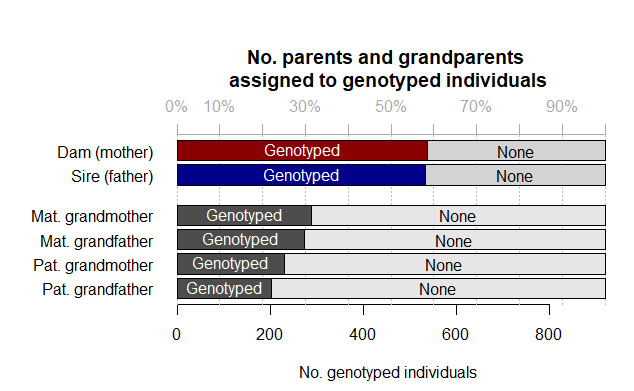 No. parents and grandparents
assigned to genotyped individuals
0% 10% 30% 50% 70% 90%
Dam (mother) Genotyped None
Sire (father) Genotyped None
Mat. grandmother Genotyped None
Mat. grandfather Genotyped None
Pat. grandmother Genotyped None
Pat. grandfather Genotyped None
0 200 400 600 800
No. genotyped individuals